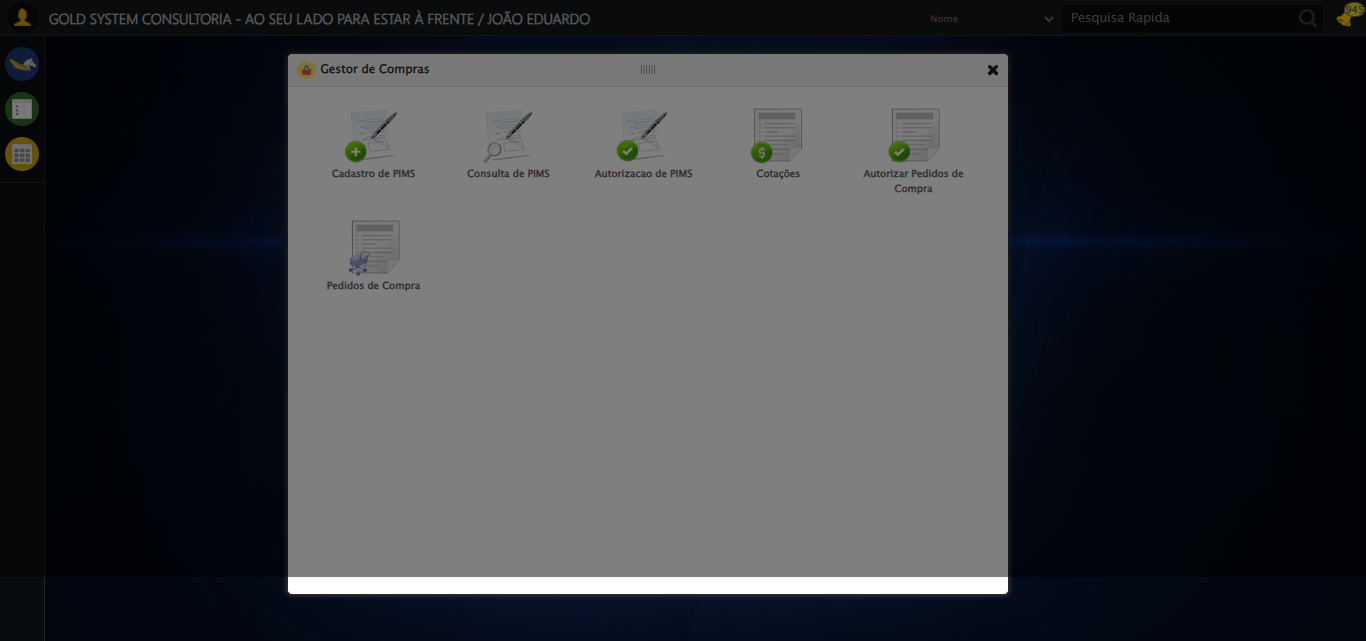 GOLD SYSTEM CONSULTORIA - AO SEU LADO PARA ESTAR À FRENTE / JOÃO EDUARDO
Nome
Pesquisa Rapida
945
Gestor de Compras
Cadastro de PIMS
Consulta de PIMS
Autorizacao de PIMS
Cotações
Autorizar Pedidos de
Compra
Pedidos de Compra